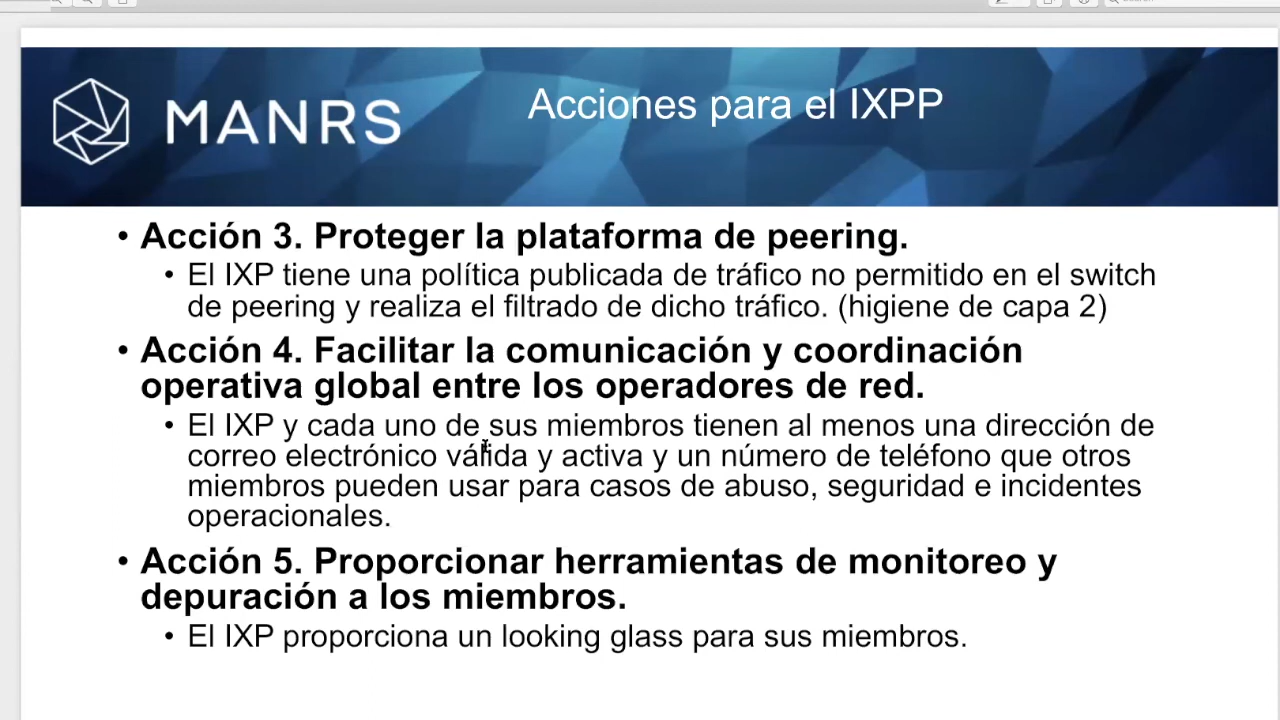 MANRS
Acciones para el IXPP
• Acción 3. Proteger la plataforma de peering.
• El IXP tiene una política publicada de tráfico no permitido en el switch
de peering y realiza el filtrado de dicho tráfico. (higiene de capa 2)
• Acción 4. Facilitar la comunicación y coordinación
operativa global entre los operadores de red.
• El IXP y cada uno de sus miembros tienen al menos una dirección de
correo electrónico válida y activa y un número de teléfono que otros
miembros pueden usar para casos de abuso, seguridad e incidentes
operacionales.
• Acción 5. Proporcionar herramientas de monitoreo y
depuración a los miembros.
• El IXP proporciona un looking glass para sus miembros.